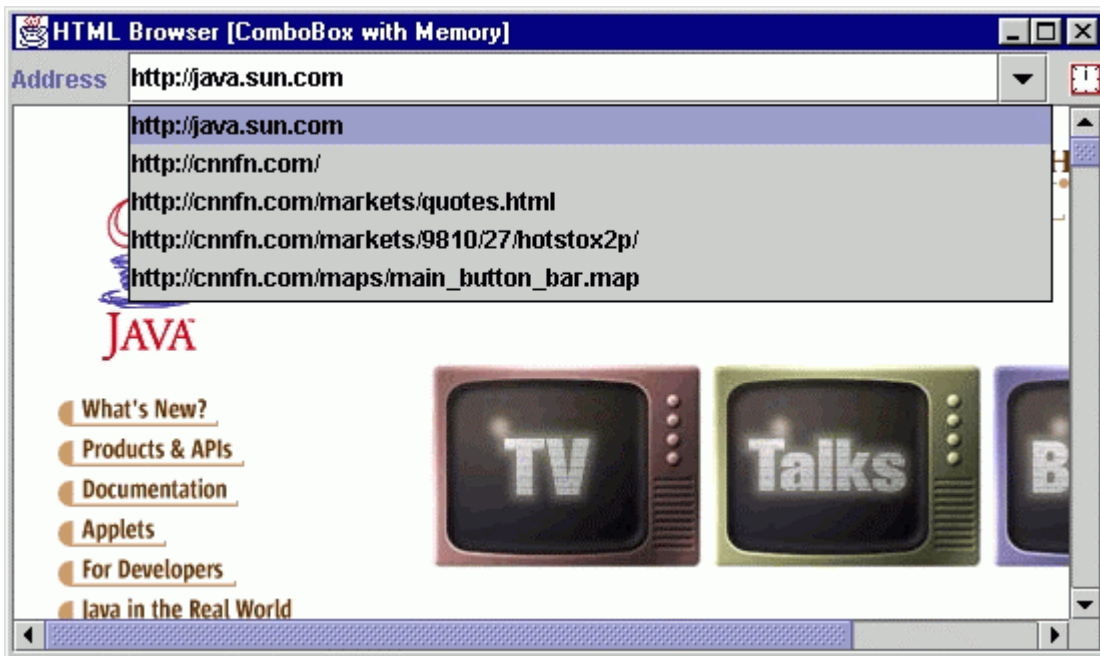 HTML Browser [ComboBox with Memory]
Address http://java.sun.com
http://java.sun.com
http://cnnfn.com/
http://cnnfn.com/markets/quotes.html
http://cnnfn.com/markets/9810/27/hotstox2p/
http://cnnfn.com/maps/main_button_bar.map
JAVA™
What's New?
Products & APIs
Documentation
Applets
For Developers
Java in the Real World
TV
Talks
B